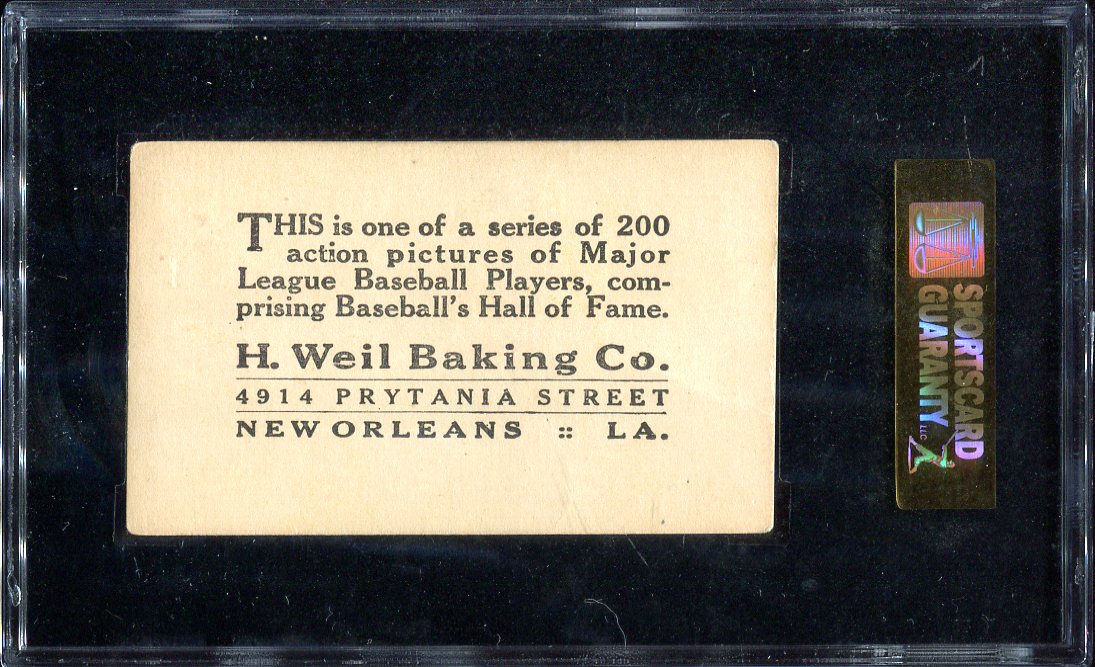 THIS is one of a series of 200
action pictures of Major
League Baseball Players, com-
prising Baseball's Hall of Fame.
H. Weil Baking Co.
4914 PRYTANIA STREET
NEW ORLEANS :: LA.
SPORTSCARD
GUARANTY LLC